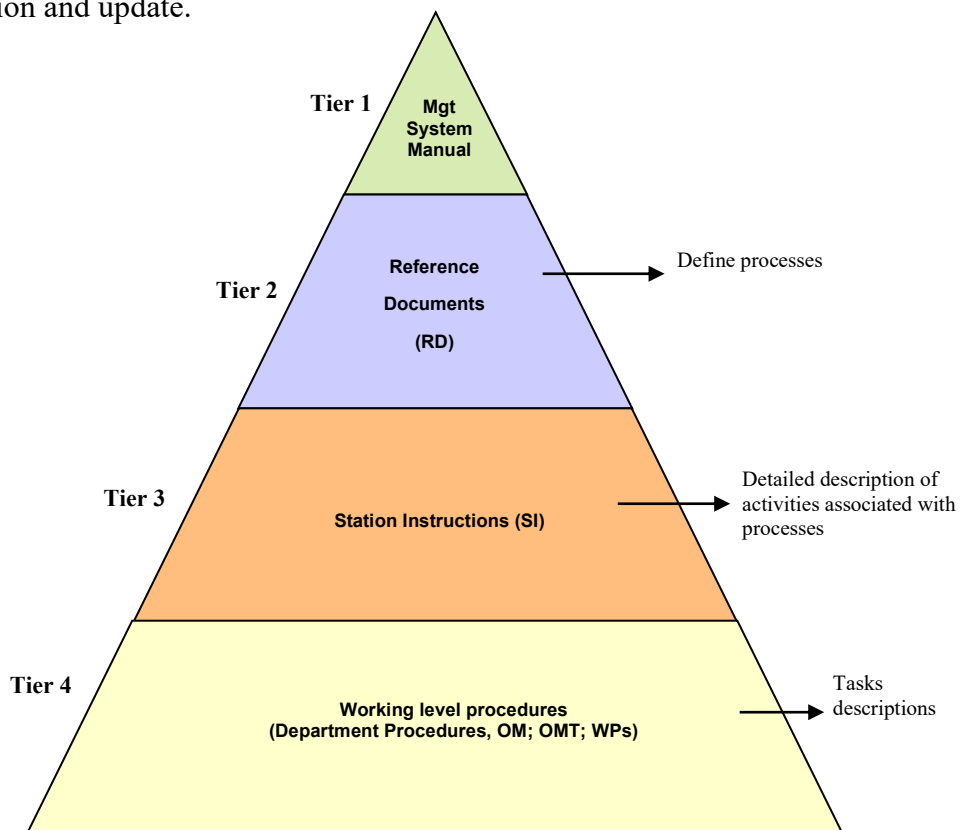 ion and update.
Tier 1
Mgt
System
Manual
Tier 2
Reference
Documents
(RD)
Define processes
Tier 3
Station Instructions (SI)
Detailed description of
activities associated with
processes
Tier 4
Working level procedures
(Department Procedures, OM; OMT; WPs)
Tasks
descriptions